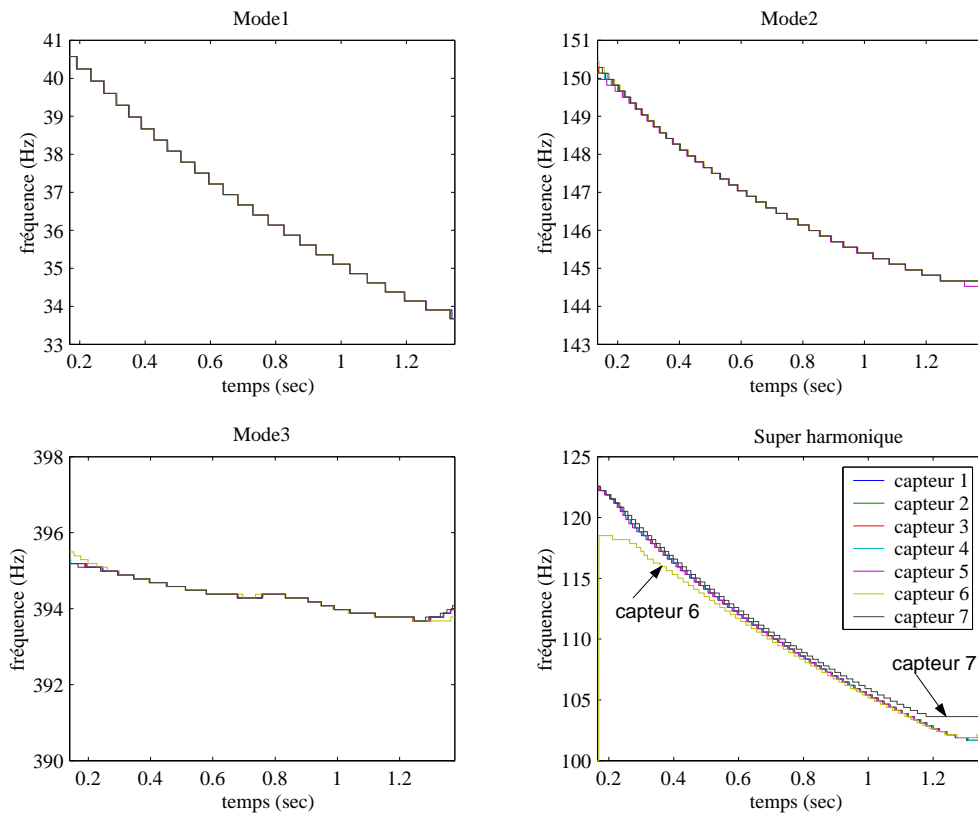 Mode1
41
40
39
38
37
36
35
34
33
fréquence (Hz)
0.2 0.4 0.6 0.8 1 1.2
temps (sec)
Mode2
151
150
149
148
147
146
145
144
143
fréquence (Hz)
0.2 0.4 0.6 0.8 1 1.2
temps (sec)
Mode3
398
396
394
392
390
fréquence (Hz)
0.2 0.4 0.6 0.8 1 1.2
temps (sec)
Super harmonique
125
120
115
110
105
100
fréquence (Hz)
0.2 0.4 0.6 0.8 1 1.2
temps (sec)
capteur 1
capteur 2
capteur 3
capteur 4
capteur 5
capteur 6
capteur 7
capteur 6
capteur 7